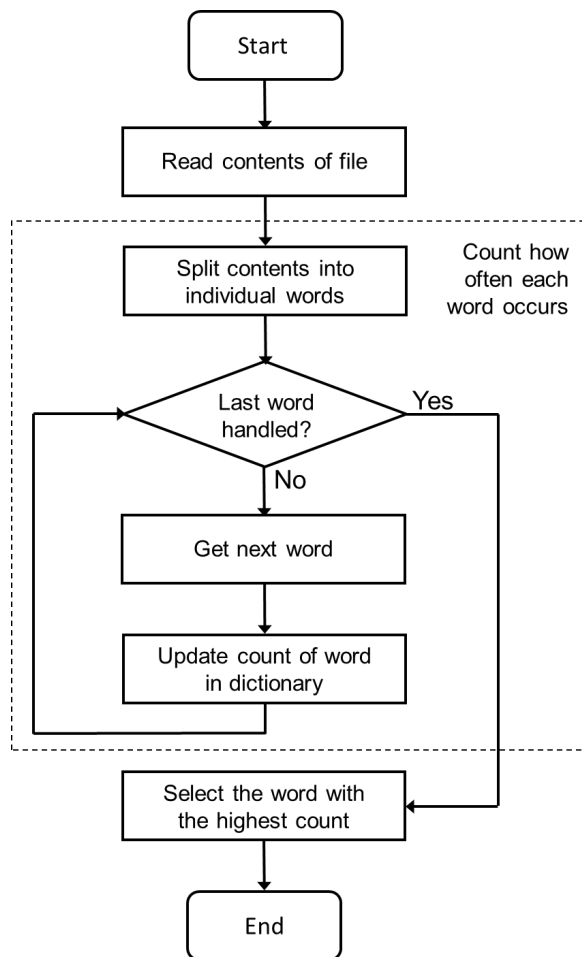 Start
Read contents of file
Split contents into
individual words
Count how
often each
word occurs
Last word
handled?
Yes
No
Get next word
Update count of word
in dictionary
Select the word with
the highest count
End